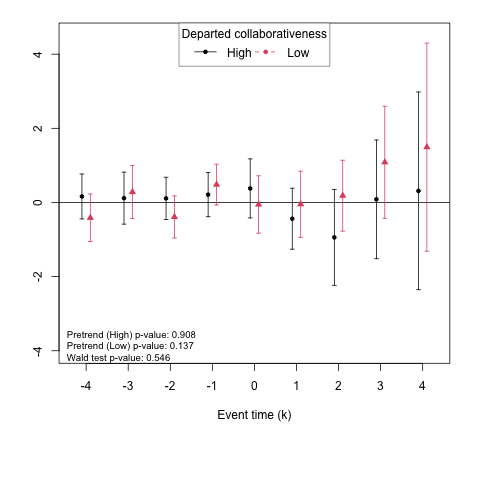 Departed collaborativeness
High Low
4
2
0
-2
-4
Pretrend (High) p-value: 0.908
Pretrend (Low) p-value: 0.137
Wald test p-value: 0.546
-4 -3 -2 -1 0 1 2 3 4
Event time (k)